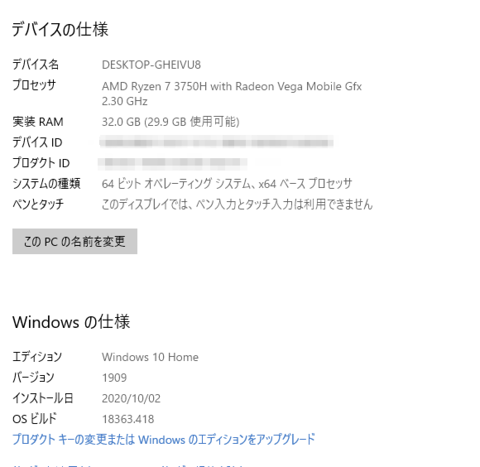 デバイスの仕様
デバイス名 DESKTOP-GHEIVU8
プロセッサ AMD Ryzen 7 3750H with Radeon Vega Mobile Gfx
2.30 GHz
実装 RAM 32.0 GB (29.9 GB 使用可能)
デバイス ID
プロダクト ID
システムの種類 64 ビット オペレーティング システム、x64 ベース プロセッサ
ペンとタッチ このディスプレイでは、ペン入力とタッチ入力は利用できません
この PC の名前を変更
Windows の仕様
エディション Windows 10 Home
バージョン 1909
インストール日 2020/10/02
OS ビルド 18363.418
プロダクト キーの変更または Windows のエディションをアップグレード